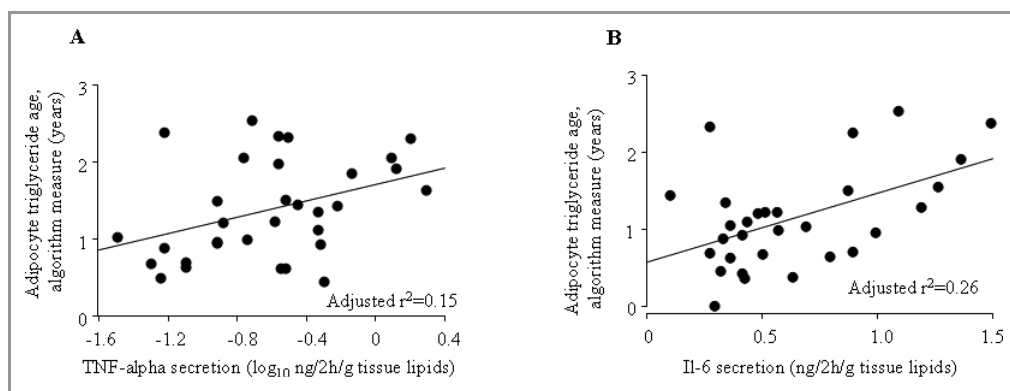 A
Adipocyte triglyceride age,
algorithm measure (years)
3
2
1
0
-1.6
-1.2
-0.8
-0.4
0
0.4
Adjusted r²=0.15
TNF-alpha secretion (log₁₀ ng/2h/g tissue lipids)
B
Adipocyte triglyceride age,
algorithm measure (years)
3
2
1
0
0
0.5
1.0
1.5
Adjusted r²=0.26
Il-6 secretion (ng/2h/g tissue lipids)